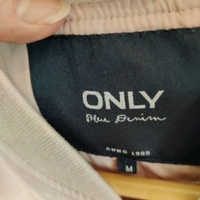 ONLY
Blue Denim
ANNO 1995
M